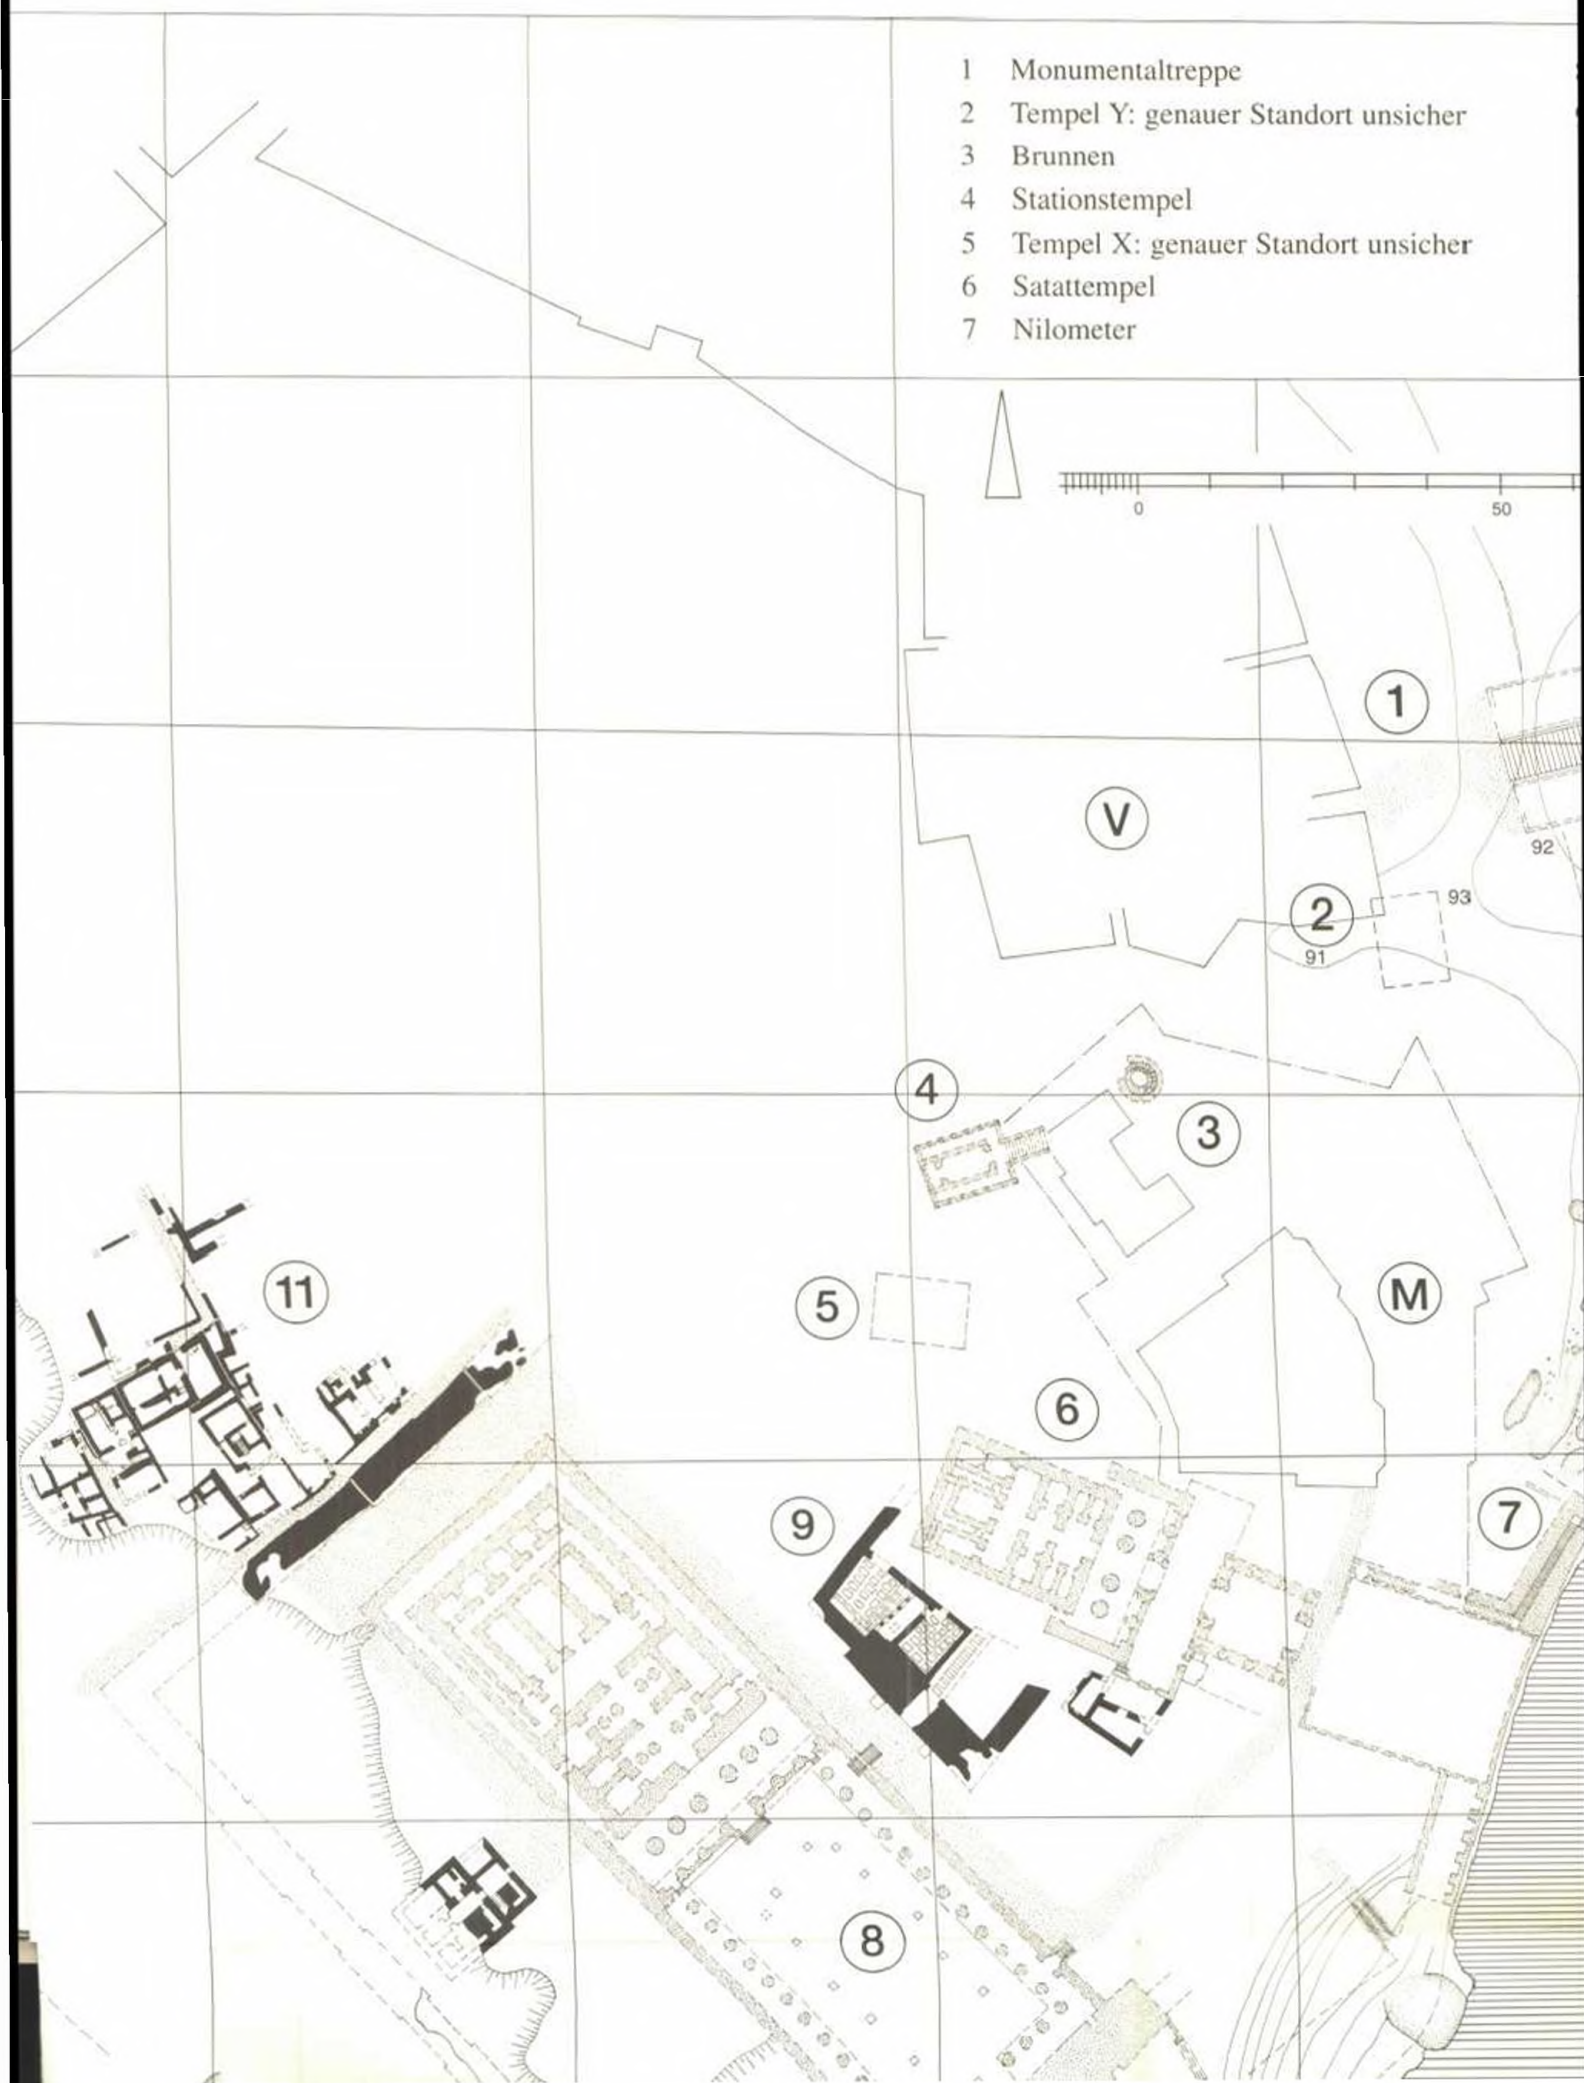 1 Monumentaltreppe
2 Tempel Y: genauer Standort unsicher
3 Brunnen
4 Stationstempel
5 Tempel X: genauer Standort unsicher
6 Satattempel
7 Nilometer
0 50
1
V
92
2 93
91
4
3
11
5
M
6
9
7
8